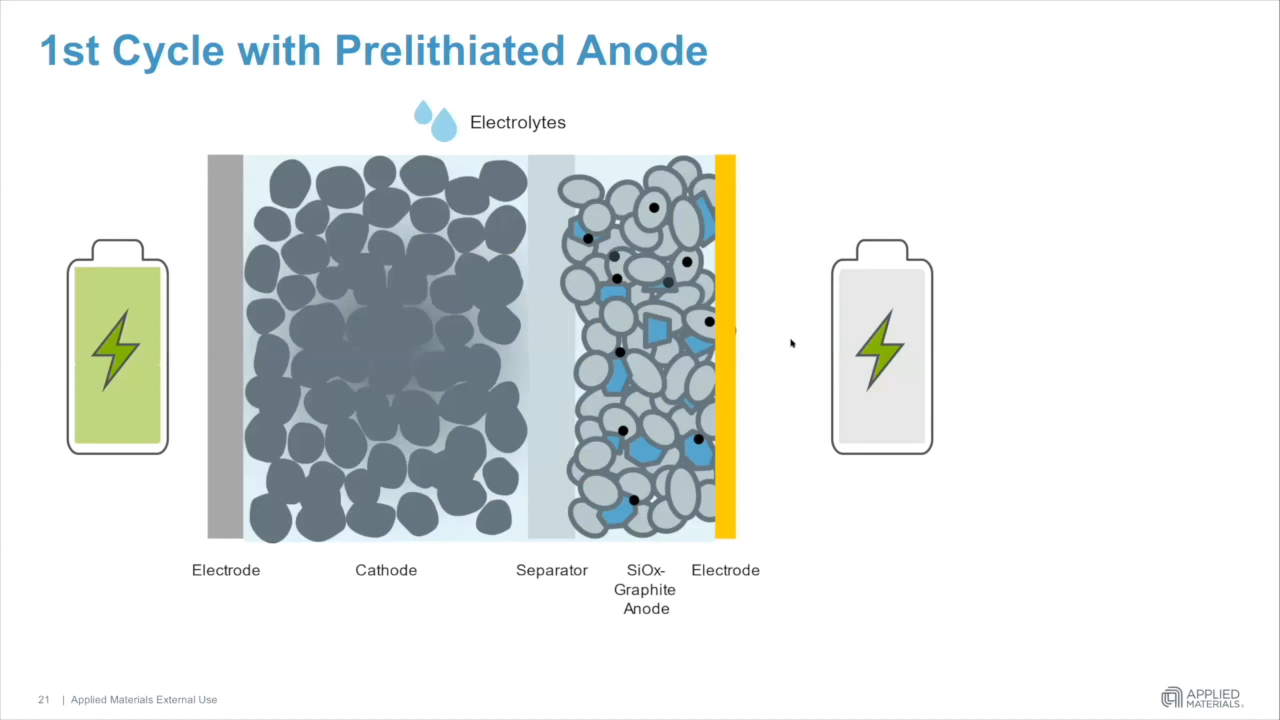 1st Cycle with Prelithiated Anode
Electrolytes
Electrode
Cathode
Separator
SiOx-
Graphite
Anode
Electrode
21 | Applied Materials External Use
APPLIED
MATERIALS